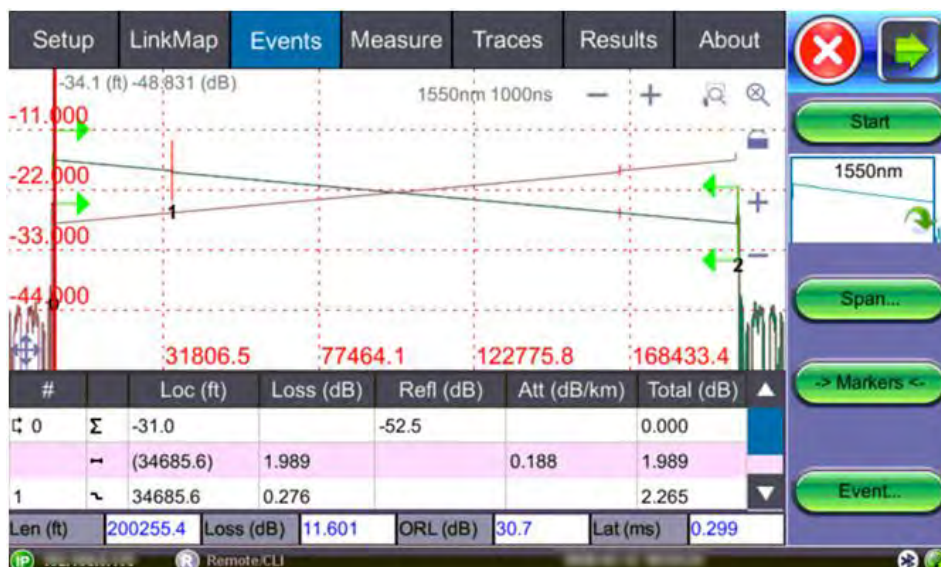 Setup LinkMap Events Measure Traces Results About
-34.1 (ft) -48.831 (dB)
1550nm 1000ns
-11.000
-22.000
-33.000
-44.000
0
1
2
31806.5 77464.1 122775.8 168433.4
# Loc (ft) Loss (dB) Refl (dB) Att (dB/km) Total (dB)
0 Σ -31.0 -52.5 0.000
(34685.6) 1.989 0.188 1.989
1 34685.6 0.276 2.265
Len (ft) 200255.4 Loss (dB) 11.601 ORL (dB) 30.7 Lat (ms) 0.299
IP R Remote/CLI
Start
1550nm
Span...
-> Markers <-
Event...